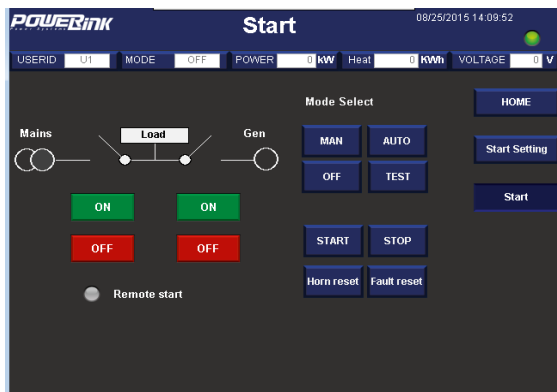 POWERink
Start
08/25/2015 14:09:52
USERID U1 MODE OFF POWER 0 kW Heat 0 KWh VOLTAGE 0 V
Mode Select
HOME
Mains Load Gen
MAN AUTO
Start Setting
OFF TEST
ON ON
Start
OFF OFF
START STOP
Horn reset Fault reset
Remote start